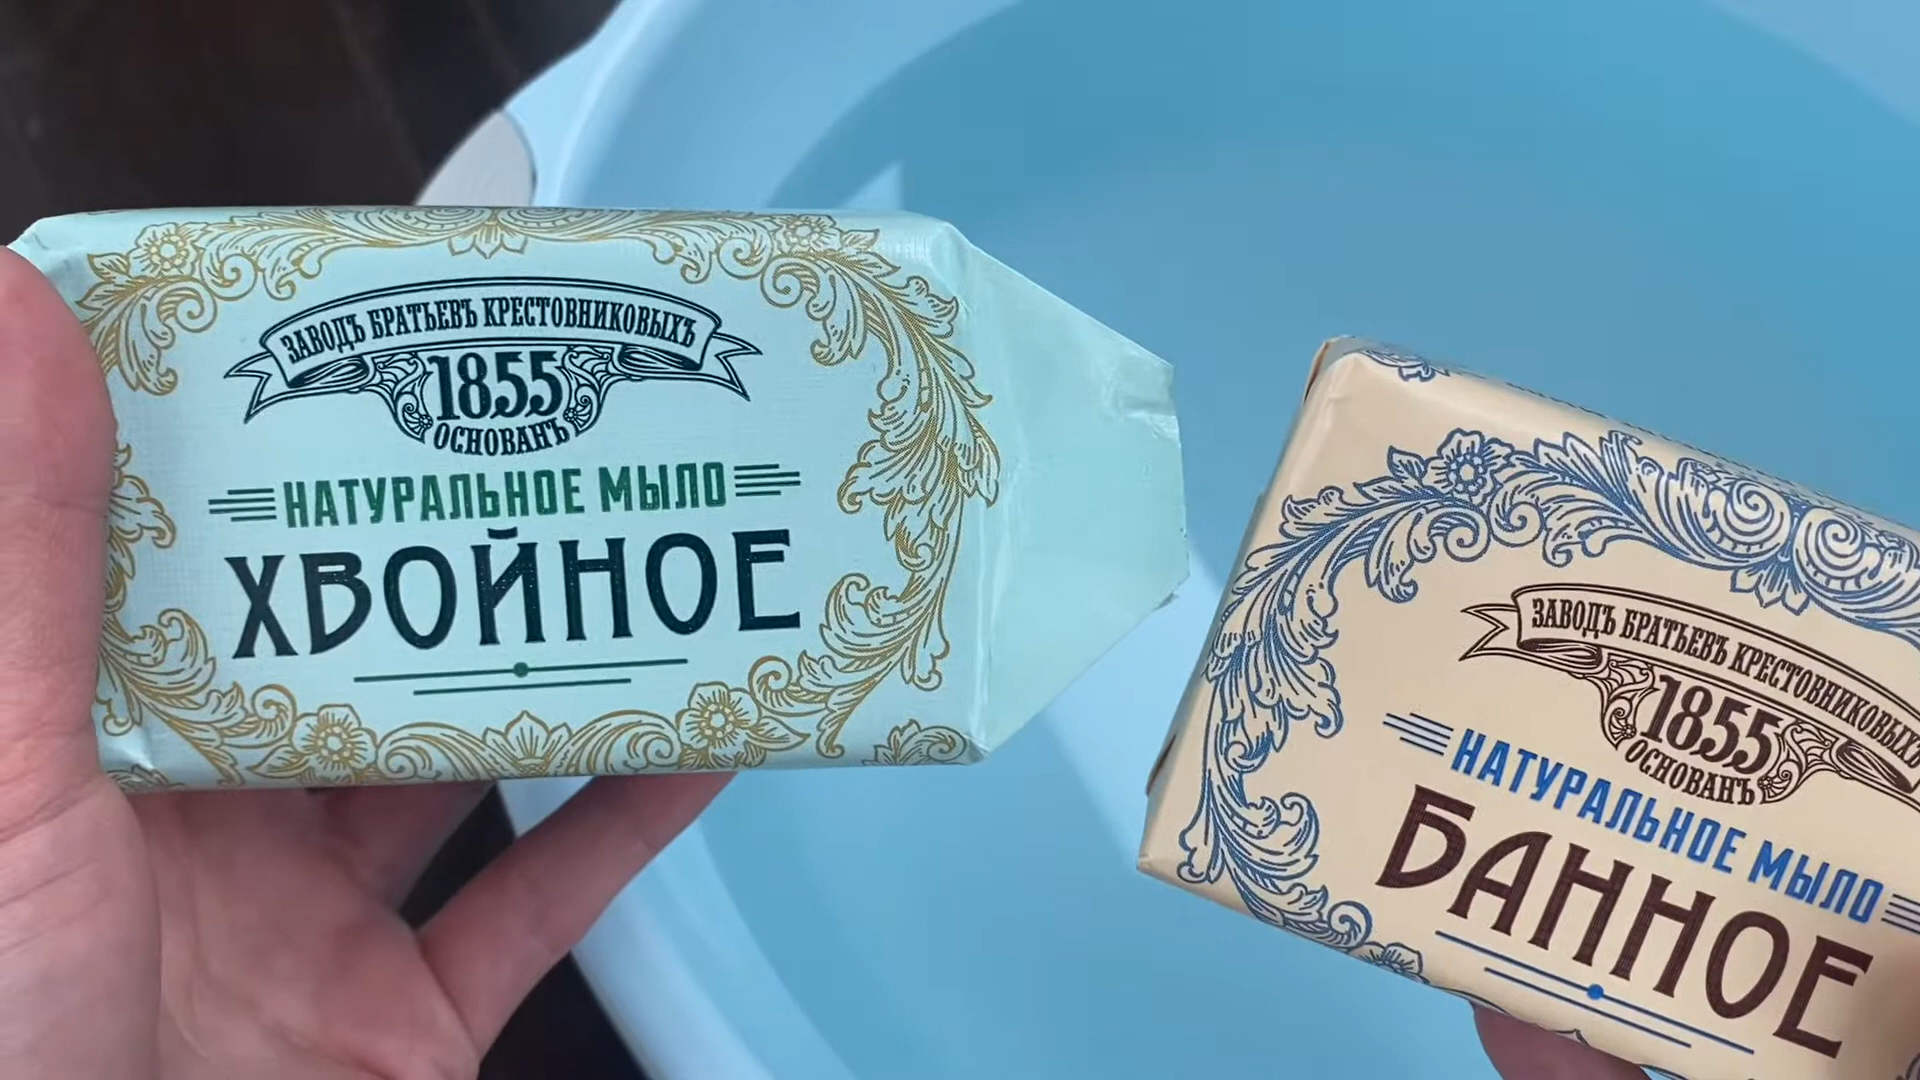 ЗАВОДЪ БРАТЬЕВЪ КРЕСТОВНИКОВЫХЪ
1855
ОСНОВАНЪ
НАТУРАЛЬНОЕ МЫЛО
ХВОЙНОЕ
ЗАВОДЪ БРАТЬЕВЪ КРЕСТОВНИКОВЫХЪ
1855
ОСНОВАНЪ
НАТУРАЛЬНОЕ МЫЛО
БАННОЕ